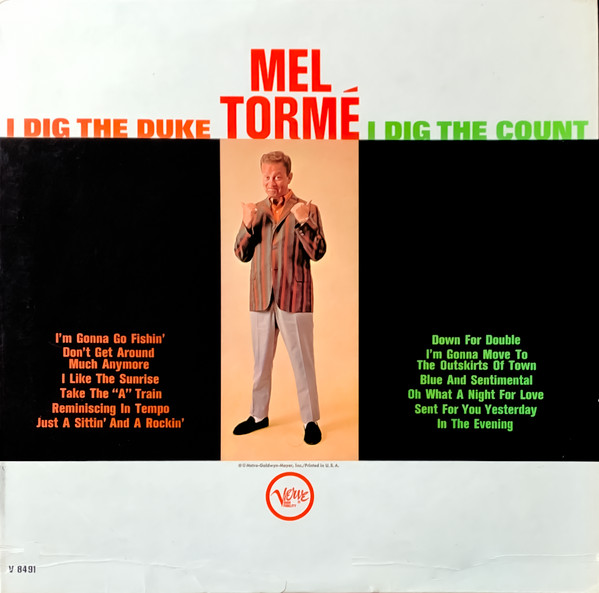 MEL
TORMÉ
I DIG THE DUKE
I DIG THE COUNT
I'm Gonna Go Fishin'
Don't Get Around
Much Anymore
I Like The Sunrise
Take The "A" Train
Reminiscing In Tempo
Just A Sittin' And A Rockin'
Down For Double
I'm Gonna Move To
The Outskirts Of Town
Blue And Sentimental
Oh What A Night For Love
Sent For You Yesterday
In The Evening
Metro-Goldwyn-Mayer, Inc./Printed in U.S.A.
Verve
V 8491